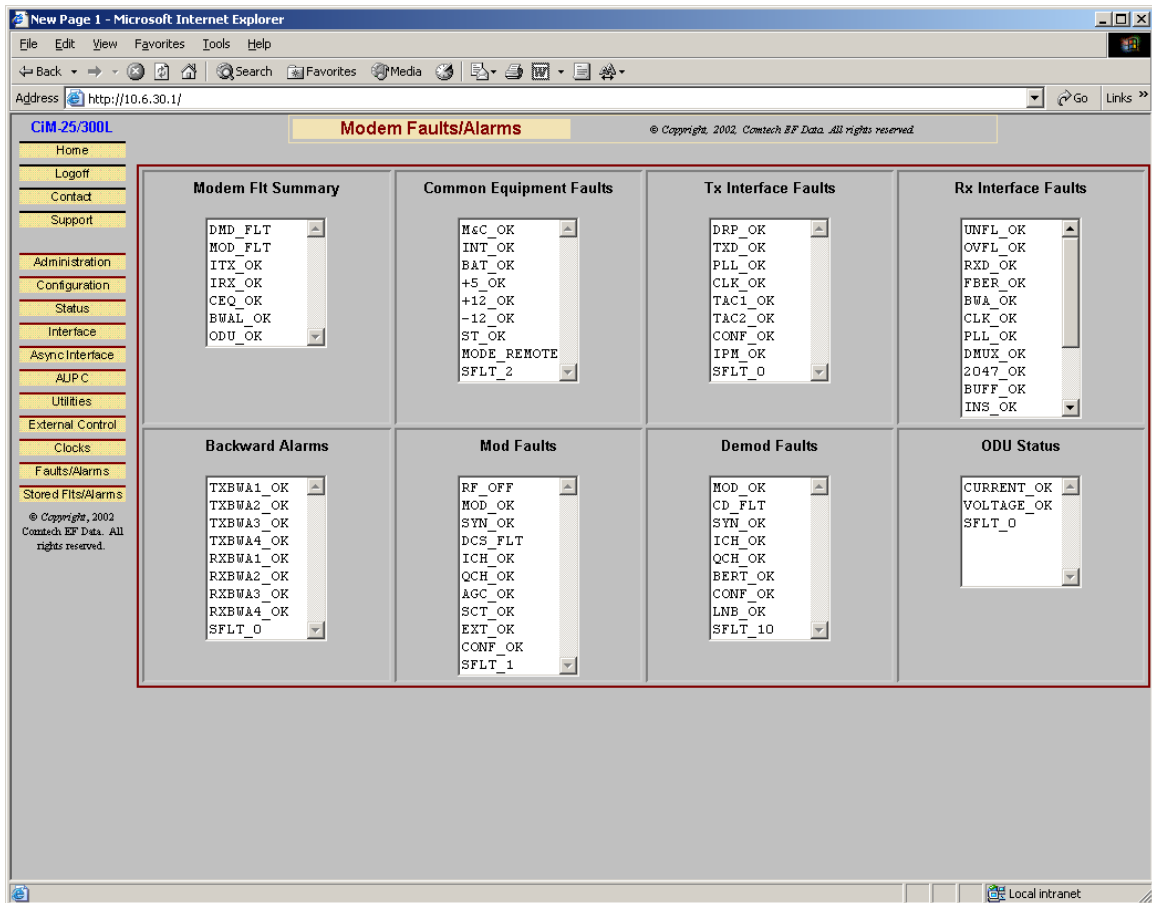 New Page 1 - Microsoft Internet Explorer
File Edit View Favorites Tools Help
Back Search Favorites Media
Address http://10.6.30.1/ Go Links »
CiM-25/300L
Home
Logoff
Contact
Support
Administration
Configuration
Status
Interface
Async Interface
AUPC
Utilities
External Control
Clocks
Faults/Alarms
Stored Flts/Alarms
© Copyright, 2002
Comtech EF Data. All
rights reserved.
Modem Faults/Alarms
© Copyright, 2002, Comtech EF Data. All rights reserved.
Modem Flt Summary
DMD_FLT
MOD_FLT
ITX_OK
IRX_OK
CEQ_OK
BWAL_OK
ODU_OK
Common Equipment Faults
M&C_OK
INT_OK
BAT_OK
+5_OK
+12_OK
-12_OK
ST_OK
MODE_REMOTE
SFLT_2
Tx Interface Faults
DRP_OK
TXD_OK
PLL_OK
CLK_OK
TAC1_OK
TAC2_OK
CONF_OK
IPM_OK
SFLT_0
Rx Interface Faults
UNFL_OK
OVFL_OK
RXD_OK
FBER_OK
BWA_OK
CLK_OK
PLL_OK
DMUX_OK
2047_OK
BUFF_OK
INS_OK
Backward Alarms
TXBWA1_OK
TXBWA2_OK
TXBWA3_OK
TXBWA4_OK
RXBWA1_OK
RXBWA2_OK
RXBWA3_OK
RXBWA4_OK
SFLT_0
Mod Faults
RF_OFF
MOD_OK
SYN_OK
DCS_FLT
ICH_OK
QCH_OK
AGC_OK
SCT_OK
EXT_OK
CONF_OK
SFLT_1
Demod Faults
MOD_OK
CD_FLT
SYN_OK
ICH_OK
QCH_OK
BERT_OK
CONF_OK
LNB_OK
SFLT_10
ODU Status
CURRENT_OK
VOLTAGE_OK
SFLT_0
Local intranet